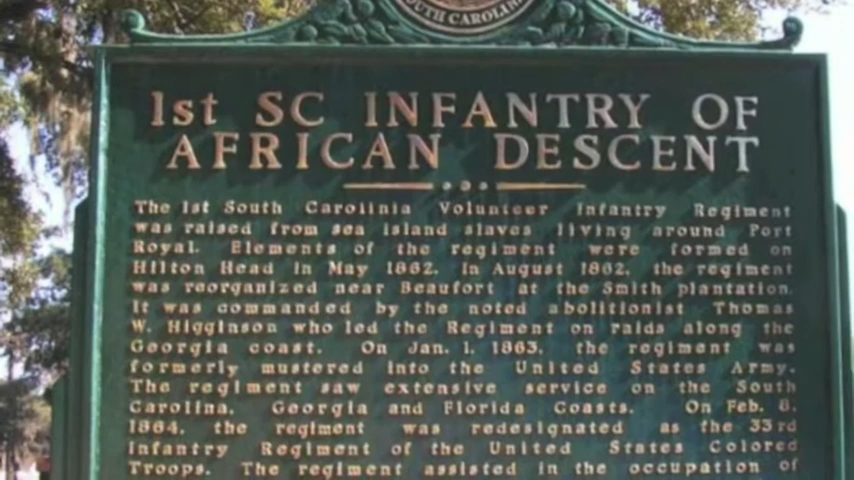 SOUTH CAROLINA
1st SC INFANTRY OF
AFRICAN DESCENT
The 1st South Carolinia Volunteer Infantry Regiment
was raised from sea island slaves living around Port
Royal. Elements of the regiment were formed on
Hilton Head in May 1862. In August 1862, the regiment
was reorganized near Beaufort at the Smith plantation.
It was commanded by the noted abolitionist Thomas
W. Higginson who led the Regiment on raids along the
Georgia coast. On Jan. 1, 1863, the regiment was
formerly mustered into the United States Army.
The regiment saw extensive service on the South
Carolina, Georgia and Florida Coasts. On Feb. 8,
1864, the regiment was redesignated as the 33rd
Infantry Regiment of the United States Colored
Troops. The regiment assisted in the occupation of